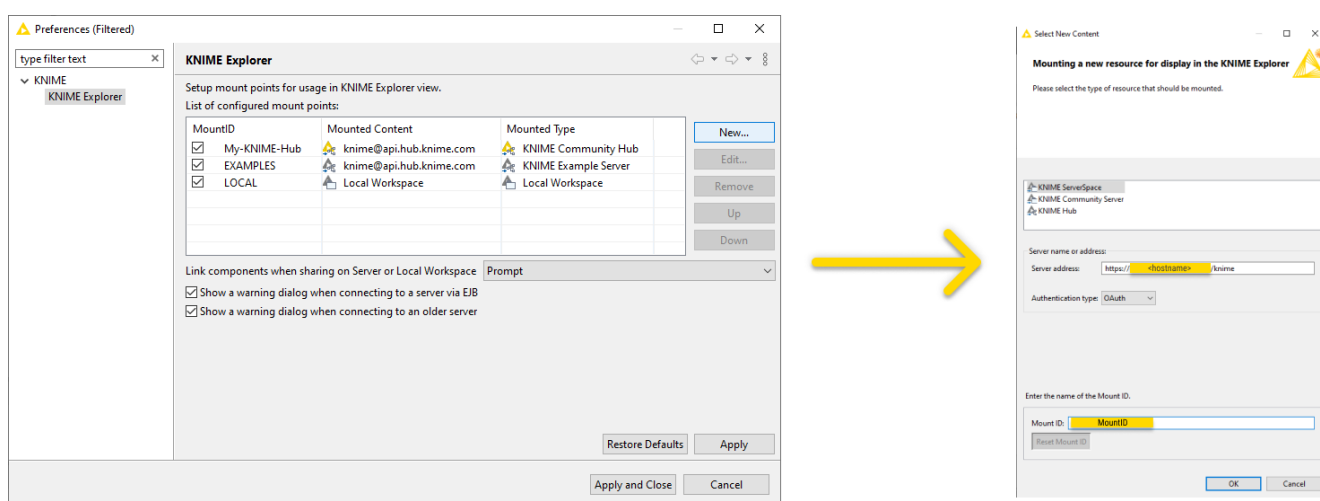 Preferences (Filtered)
type filter text
KNIME
KNIME Explorer
KNIME Explorer
Setup mount points for usage in KNIME Explorer view.
List of configured mount points:
MountID Mounted Content Mounted Type
My-KNIME-Hub knime@api.hub.knime.com KNIME Community Hub
EXAMPLES knime@api.hub.knime.com KNIME Example Server
LOCAL Local Workspace Local Workspace
New...
Edit...
Remove
Up
Down
Link components when sharing on Server or Local Workspace Prompt
Show a warning dialog when connecting to a server via EJB
Show a warning dialog when connecting to an older server
Restore Defaults Apply
Apply and Close Cancel
Select New Content
Mounting a new resource for display in the KNIME Explorer
Please select the type of resource that should be mounted.
KNIME ServerSpace
KNIME Community Server
KNIME Hub
Server name or address:
Server address: https:// <hostname> /knime
Authentication type: OAuth
Enter the name of the Mount ID.
Mount ID: MountID
Reset Mount ID
OK Cancel